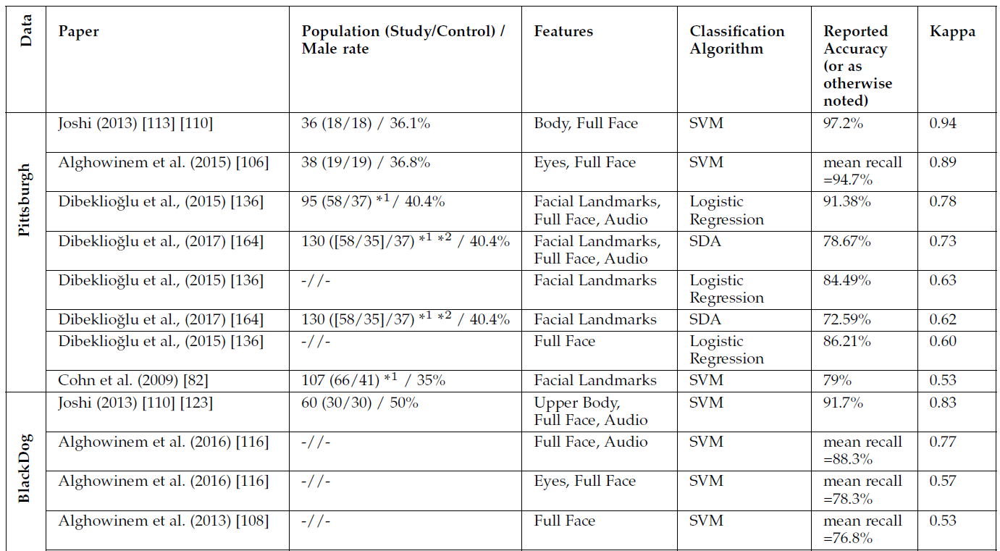 Data Paper Population (Study/Control) / Features Classification Reported Kappa
Male rate Algorithm Accuracy
(or as
otherwise
noted)
Pittsburgh
Joshi (2013) [113] [110] 36 (18/18) / 36.1% Body, Full Face SVM 97.2% 0.94
Alghowinem et al. (2015) [106] 38 (19/19) / 36.8% Eyes, Full Face SVM mean recall 0.89
=94.7%
Dibeklioğlu et al., (2015) [136] 95 (58/37) *1/ 40.4% Facial Landmarks, Logistic 91.38% 0.78
Full Face, Audio Regression
Dibeklioğlu et al., (2017) [164] 130 ([58/35]/37) *1 *2 / 40.4% Facial Landmarks, SDA 78.67% 0.73
Full Face, Audio
Dibeklioğlu et al., (2015) [136] -//- Facial Landmarks Logistic 84.49% 0.63
Regression
Dibeklioğlu et al., (2017) [164] 130 ([58/35]/37) *1 *2 / 40.4% Facial Landmarks SDA 72.59% 0.62
Dibeklioğlu et al., (2015) [136] -//- Full Face Logistic 86.21% 0.60
Regression
Cohn et al. (2009) [82] 107 (66/41) *1 / 35% Facial Landmarks SVM 79% 0.53
BlackDog
Joshi (2013) [110] [123] 60 (30/30) / 50% Upper Body, SVM 91.7% 0.83
Full Face, Audio
Alghowinem et al. (2016) [116] -//- Full Face, Audio SVM mean recall 0.77
=88.3%
Alghowinem et al. (2016) [116] -//- Eyes, Full Face SVM mean recall 0.57
=78.3%
Alghowinem et al. (2013) [108] -//- Full Face SVM mean recall 0.53
=76.8%